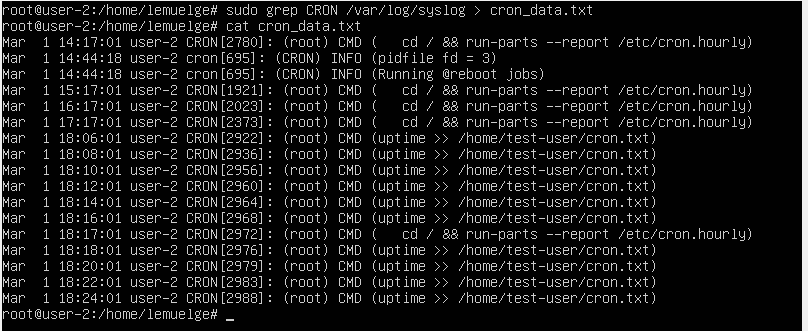 root@user-2:/home/lemuelge# sudo grep CRON /var/log/syslog > cron_data.txt
root@user-2:/home/lemuelge# cat cron_data.txt
Mar  1 14:17:01 user-2 CRON[2780]: (root) CMD (   cd / && run-parts --report /etc/cron.hourly)
Mar  1 14:44:18 user-2 cron[695]: (CRON) INFO (pidfile fd = 3)
Mar  1 14:44:18 user-2 cron[695]: (CRON) INFO (Running @reboot jobs)
Mar  1 15:17:01 user-2 CRON[1921]: (root) CMD (   cd / && run-parts --report /etc/cron.hourly)
Mar  1 16:17:01 user-2 CRON[2023]: (root) CMD (   cd / && run-parts --report /etc/cron.hourly)
Mar  1 17:17:01 user-2 CRON[2373]: (root) CMD (   cd / && run-parts --report /etc/cron.hourly)
Mar  1 18:06:01 user-2 CRON[2922]: (root) CMD (uptime >> /home/test-user/cron.txt)
Mar  1 18:08:01 user-2 CRON[2936]: (root) CMD (uptime >> /home/test-user/cron.txt)
Mar  1 18:10:01 user-2 CRON[2956]: (root) CMD (uptime >> /home/test-user/cron.txt)
Mar  1 18:12:01 user-2 CRON[2960]: (root) CMD (uptime >> /home/test-user/cron.txt)
Mar  1 18:14:01 user-2 CRON[2964]: (root) CMD (uptime >> /home/test-user/cron.txt)
Mar  1 18:16:01 user-2 CRON[2968]: (root) CMD (uptime >> /home/test-user/cron.txt)
Mar  1 18:17:01 user-2 CRON[2972]: (root) CMD (   cd / && run-parts --report /etc/cron.hourly)
Mar  1 18:18:01 user-2 CRON[2976]: (root) CMD (uptime >> /home/test-user/cron.txt)
Mar  1 18:20:01 user-2 CRON[2979]: (root) CMD (uptime >> /home/test-user/cron.txt)
Mar  1 18:22:01 user-2 CRON[2983]: (root) CMD (uptime >> /home/test-user/cron.txt)
Mar  1 18:24:01 user-2 CRON[2988]: (root) CMD (uptime >> /home/test-user/cron.txt)
root@user-2:/home/lemuelge# _